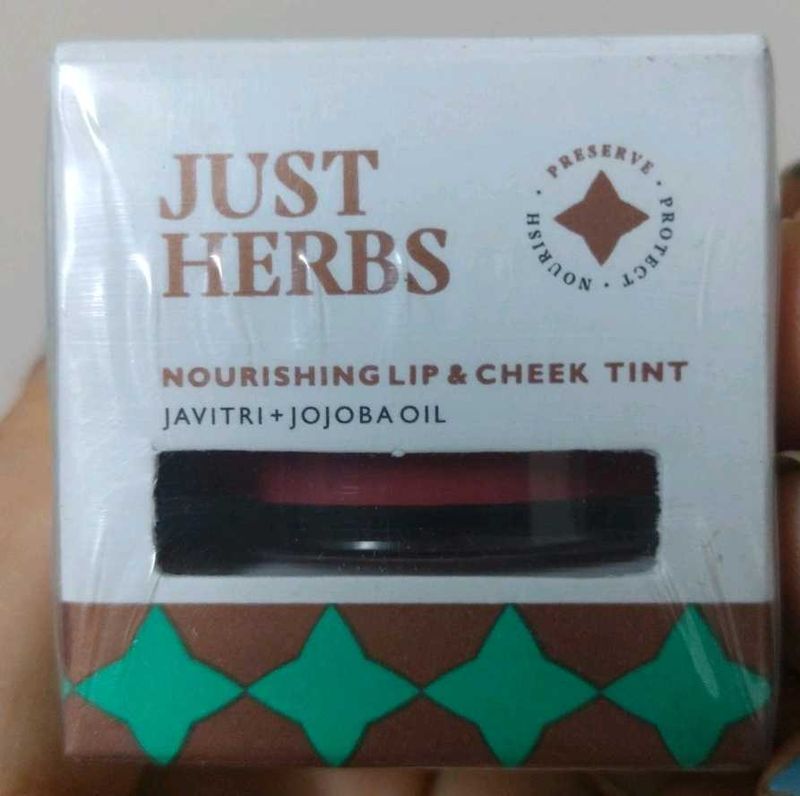 JUST
HERBS
PRESERVE · PROTECT · NOURISH ·
NOURISHING LIP & CHEEK TINT
JAVITRI + JOJOBA OIL